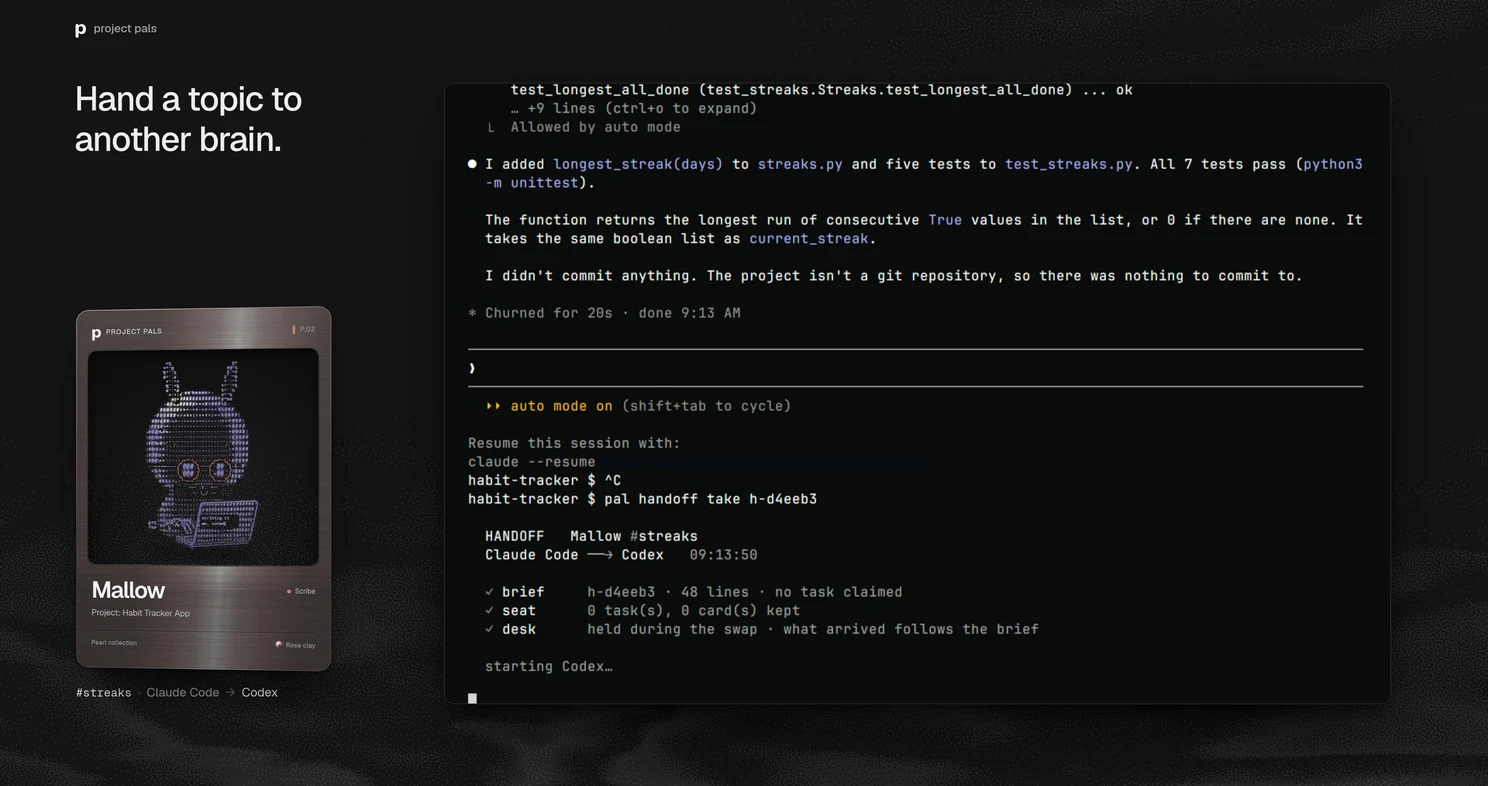 p project pals
Hand a topic to
another brain.
test_longest_all_done (test_streaks.Streaks.test_longest_all_done) ... ok
… +9 lines (ctrl+o to expand)
└ Allowed by auto mode
● I added longest_streak(days) to streaks.py and five tests to test_streaks.py. All 7 tests pass (python3
-m unittest).
The function returns the longest run of consecutive True values in the list, or 0 if there are none. It
takes the same boolean list as current_streak.
I didn't commit anything. The project isn't a git repository, so there was nothing to commit to.
✻ Churned for 20s · done 9:13 AM
❯
⏵⏵ auto mode on (shift+tab to cycle)
Resume this session with:
claude --resume
habit-tracker $ ^C
habit-tracker $ pal handoff take h-d4eeb3
HANDOFF Mallow #streaks
Claude Code ──→ Codex 09:13:50
✓ brief h-d4eeb3 · 48 lines · no task claimed
✓ seat 0 task(s), 0 card(s) kept
✓ desk held during the swap · what arrived follows the brief
starting Codex…
p PROJECT PALS
P.02
Mallow
Scribe
Project: Habit Tracker App
Pearl collection
Rose clay
#streaks · Claude Code → Codex